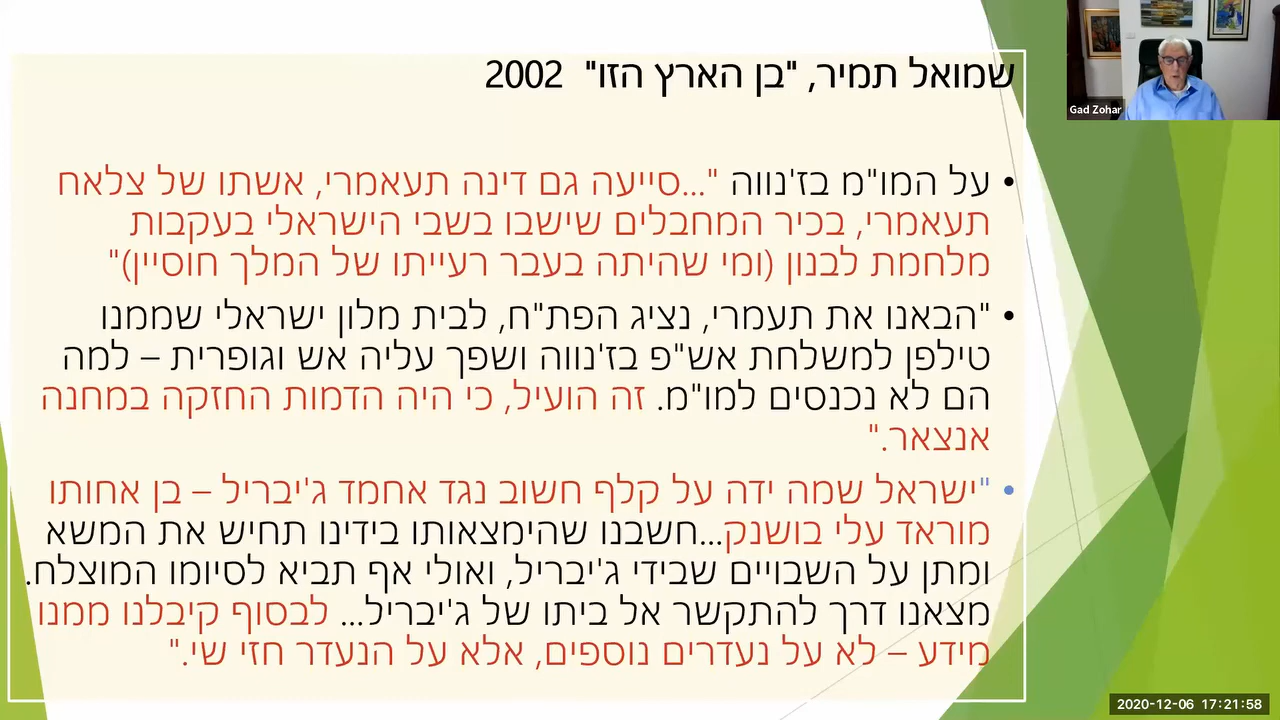 שמואל תמיר, "בן הארץ הזו" 2002
על המו"מ בז'נווה "...סייעה גם דינה תעאמרי, אשתו של צלאח
תעאמרי, בכיר המחבלים שישבו בשבי הישראלי בעקבות
מלחמת לבנון (ומי שהיתה בעבר רעייתו של המלך חוסיין)"
"הבאנו את תעמרי, נציג הפת"ח, לבית מלון ישראלי שממנו
טילפן למשלחת אש"פ בז'נווה ושפך עליה אש וגופרית – למה
הם לא נכנסים למו"מ. זה הועיל, כי היה הדמות החזקה במחנה
אנצאר."
"ישראל שמה ידה על קלף חשוב נגד אחמד ג'יבריל – בן אחותו
מוראד עלי בושנק...חשבנו שהימצאותו בידינו תחיש את המשא
ומתן על השבויים שבידי ג'יבריל, ואולי אף תביא לסיומו המוצלח.
מצאנו דרך להתקשר אל ביתו של ג'יבריל... לבסוף קיבלנו ממנו
מידע – לא על נעדרים נוספים, אלא על הנעדר חזי שי."
Gad Zohar
2020-12-06 17:21:58